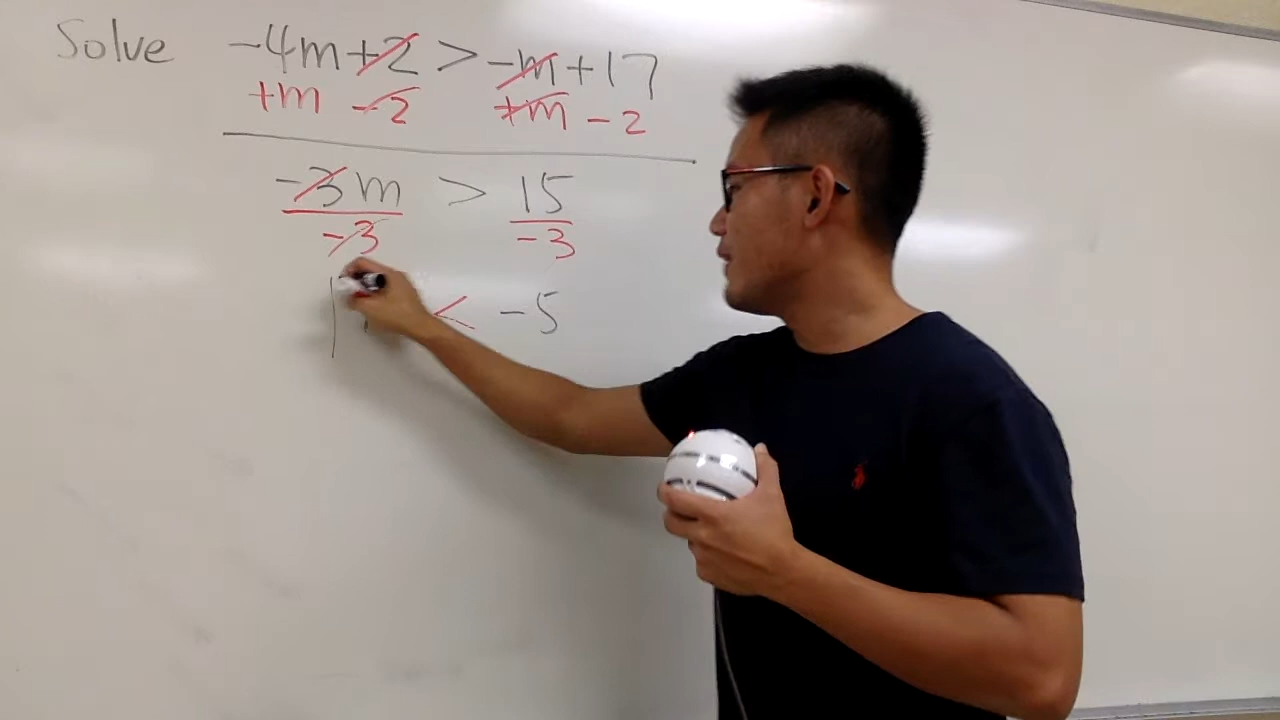 Solve -4m+2 > -m+17
+m -2 +m -2
-3m > 15
-3 -3
< -5